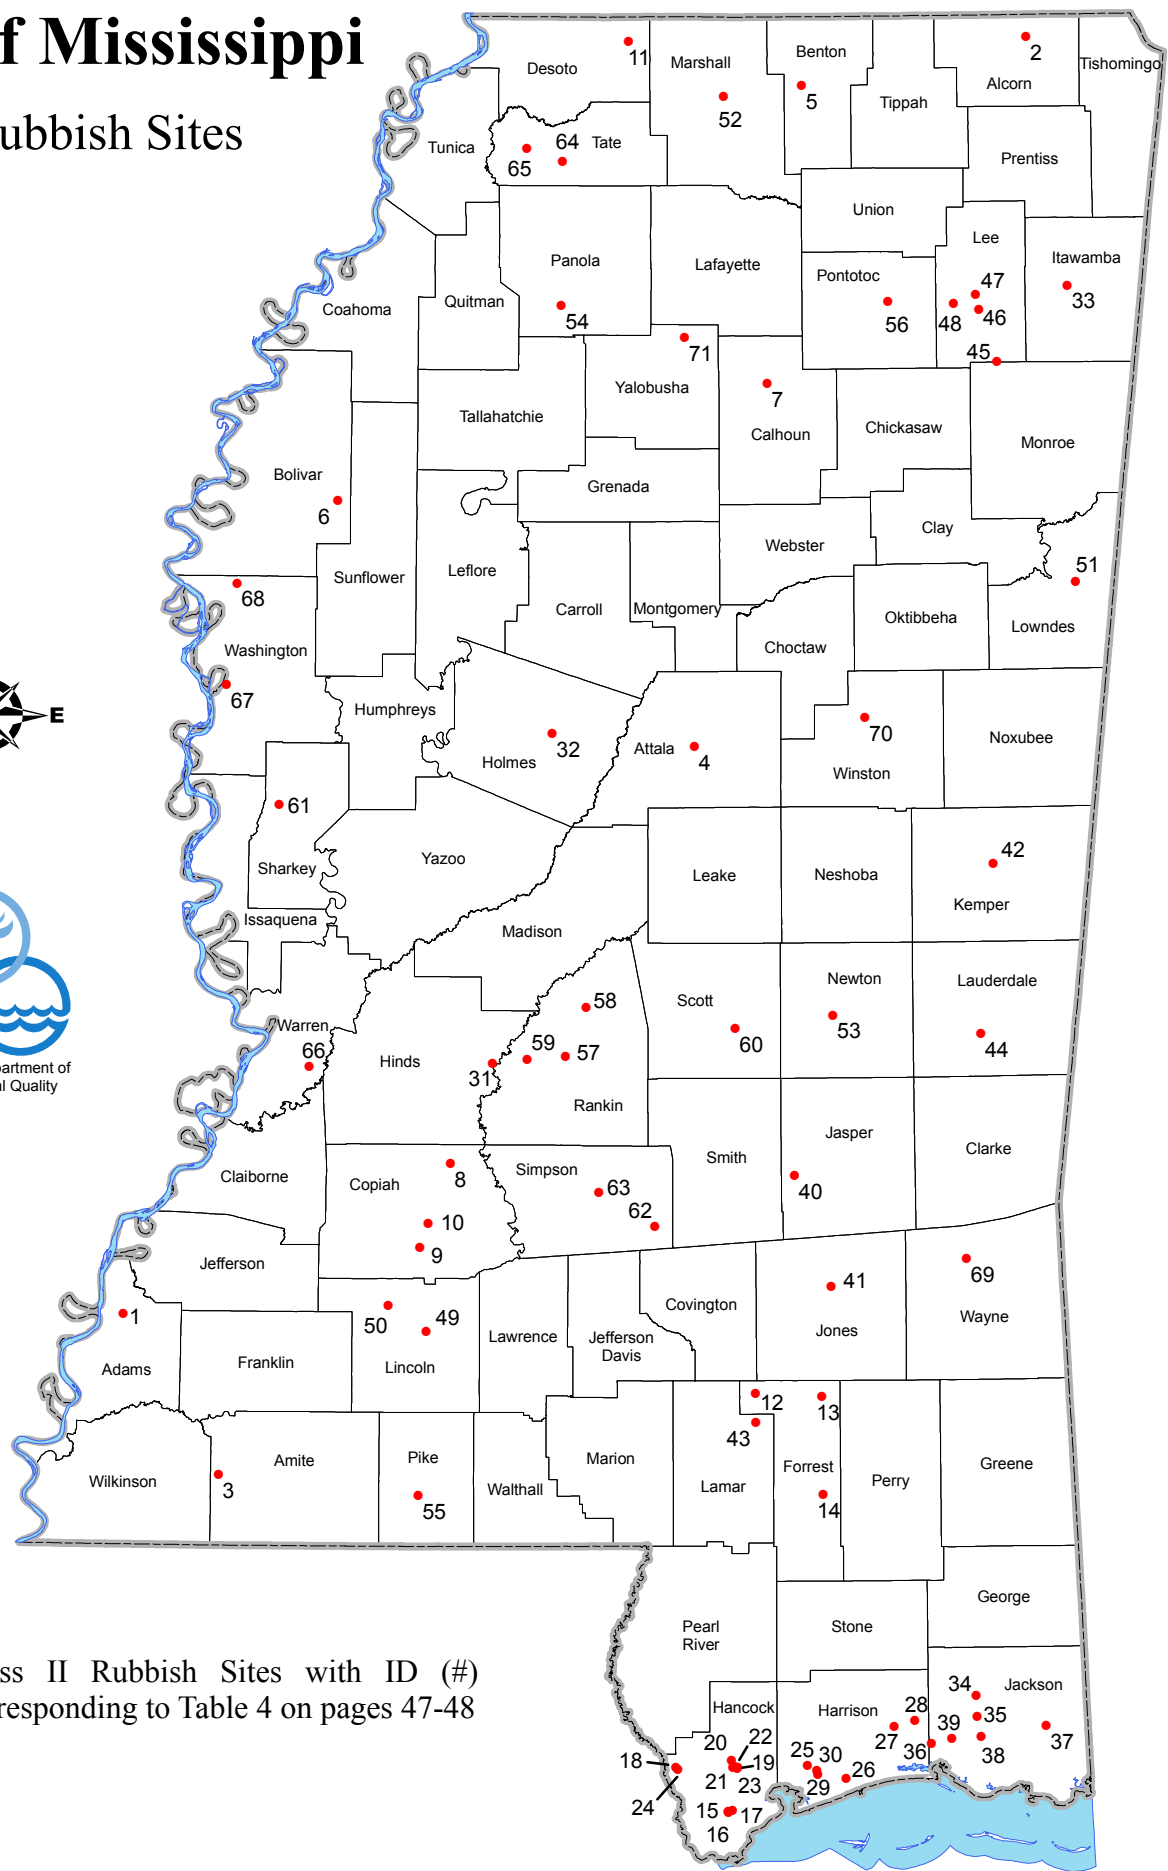 f Mississippi
ubbish Sites
Desoto
11
Marshall
52
Benton
5
Tippah
2
Alcorn
Tishomingo
Tunica
65
64
Tate
Prentiss
Union
Lee
Itawamba
33
Panola
54
Lafayette
Pontotoc
56
47
48
46
45
Coahoma
Quitman
71
Yalobusha
7
Calhoun
Chickasaw
Monroe
Tallahatchie
Bolivar
6
Grenada
Clay
Webster
51
Lowndes
Sunflower
Leflore
Carroll
Montgomery
Oktibbeha
Choctaw
68
Washington
67
E
Humphreys
Holmes
32
Attala
4
70
Winston
Noxubee
61
Sharkey
Yazoo
Leake
Neshoba
42
Kemper
Issaquena
Madison
Scott
60
Newton
53
Lauderdale
44
58
59
57
Rankin
Warren
66
31
Hinds
partment of
al Quality
Claiborne
Copiah
8
10
9
Simpson
63
62
Smith
Jasper
40
Clarke
Jefferson
1
Adams
Franklin
50
49
Lincoln
Lawrence
Jefferson
Davis
Covington
41
Jones
69
Wayne
Wilkinson
3
Amite
Pike
55
Walthall
Marion
12
43
Lamar
13
Forrest
14
Perry
Greene
Pearl
River
Stone
George
ss II Rubbish Sites with ID (#)
responding to Table 4 on pages 47-48
Hancock
18
24
20
22
19
21
23
15
17
16
Harrison
28
27
25
30
29
26
Jackson
34
35
36
39
38
37